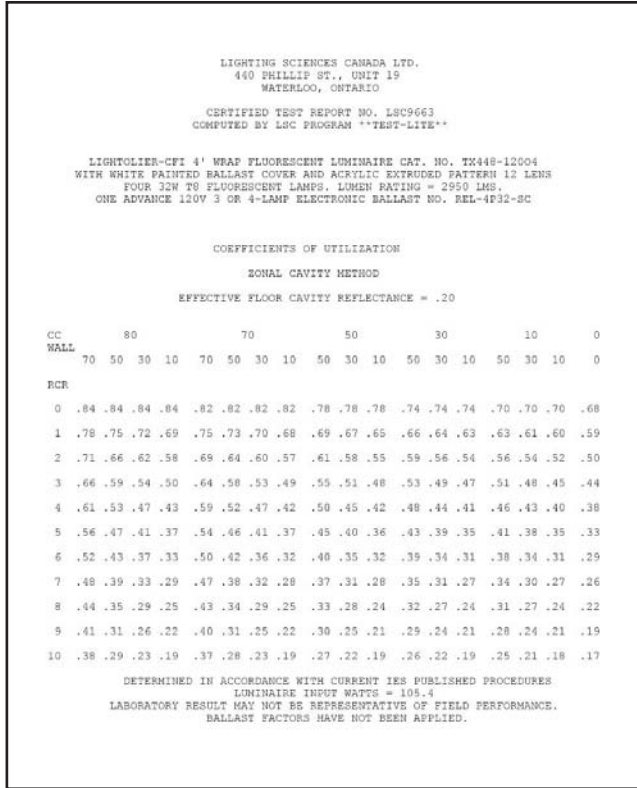 LIGHTING SCIENCES CANADA LTD.
440 PHILLIP ST., UNIT 19
WATERLOO, ONTARIO
CERTIFIED TEST REPORT NO. LSC9663
COMPUTED BY LSC PROGRAM **TEST-LITE**
LIGHTOLIER-CFI 4' WRAP FLUORESCENT LUMINAIRE CAT. NO. TX448-12004
WITH WHITE PAINTED BALLAST COVER AND ACRYLIC EXTRUDED PATTERN 12 LENS
FOUR 32W T8 FLUORESCENT LAMPS. LUMEN RATING = 2950 LMS.
ONE ADVANCE 120V 3 OR 4-LAMP ELECTRONIC BALLAST NO. REL-4P32-SC
COEFFICIENTS OF UTILIZATION
ZONAL CAVITY METHOD
EFFECTIVE FLOOR CAVITY REFLECTANCE = .20
CC 80 70 50 30 10 0
WALL
70 50 30 10 70 50 30 10 50 30 10 50 30 10 50 30 10 0
RCR
0 .84 .84 .84 .84 .82 .82 .82 .82 .78 .78 .78 .74 .74 .74 .70 .70 .70 .68
1 .78 .75 .72 .69 .75 .73 .70 .68 .69 .67 .65 .66 .64 .63 .63 .61 .60 .59
2 .71 .66 .62 .58 .69 .64 .60 .57 .61 .58 .55 .59 .56 .54 .56 .54 .52 .50
3 .66 .59 .54 .50 .64 .58 .53 .49 .55 .51 .48 .53 .49 .47 .51 .48 .45 .44
4 .61 .53 .47 .43 .59 .52 .47 .42 .50 .45 .42 .48 .44 .41 .46 .43 .40 .38
5 .56 .47 .41 .37 .54 .46 .41 .37 .45 .40 .36 .43 .39 .35 .41 .38 .35 .33
6 .52 .43 .37 .33 .50 .42 .36 .32 .40 .35 .32 .39 .34 .31 .38 .34 .31 .29
7 .48 .39 .33 .29 .47 .38 .32 .28 .37 .31 .28 .35 .31 .27 .34 .30 .27 .26
8 .44 .35 .29 .25 .43 .34 .29 .25 .33 .28 .24 .32 .27 .24 .31 .27 .24 .22
9 .41 .31 .26 .22 .40 .31 .25 .22 .30 .25 .21 .29 .24 .21 .28 .24 .21 .19
10 .38 .29 .23 .19 .37 .28 .23 .19 .27 .22 .19 .26 .22 .19 .25 .21 .18 .17
DETERMINED IN ACCORDANCE WITH CURRENT IES PUBLISHED PROCEDURES
LUMINAIRE INPUT WATTS = 105.4
LABORATORY RESULT MAY NOT BE REPRESENTATIVE OF FIELD PERFORMANCE.
BALLAST FACTORS HAVE NOT BEEN APPLIED.